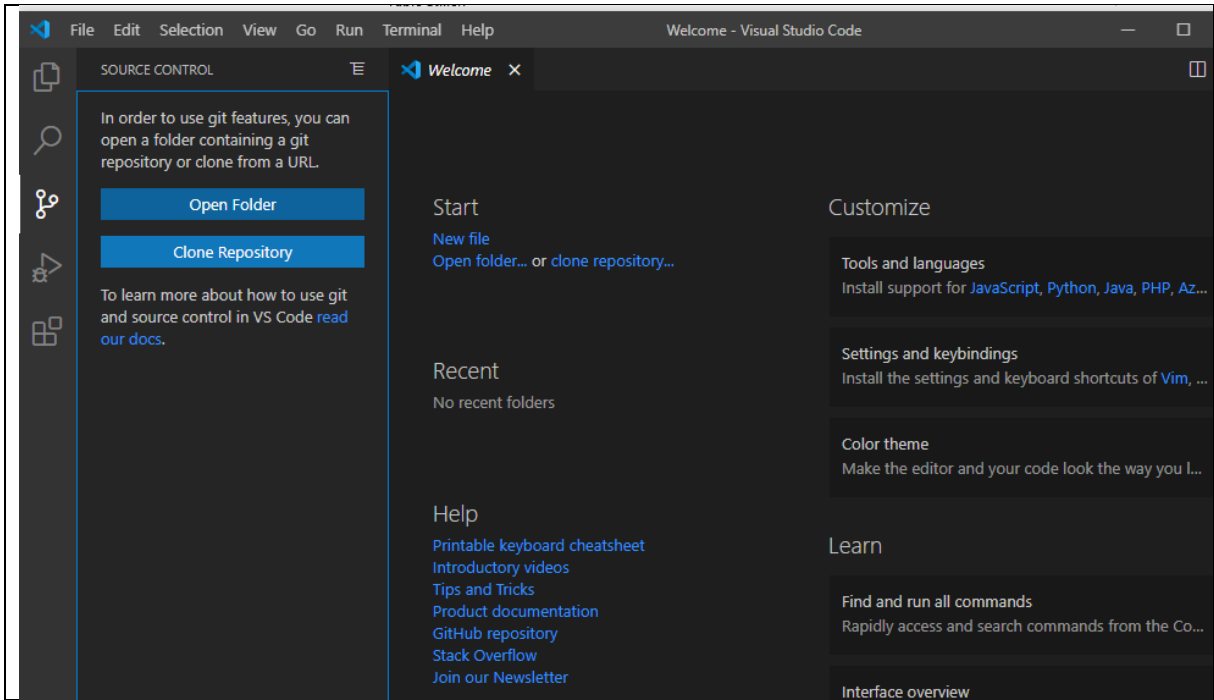 File Edit Selection View Go Run Terminal Help
Welcome - Visual Studio Code
SOURCE CONTROL
Welcome
In order to use git features, you can
open a folder containing a git
repository or clone from a URL.
Open Folder
Clone Repository
To learn more about how to use git
and source control in VS Code read
our docs.
Start
New file
Open folder... or clone repository...
Recent
No recent folders
Help
Printable keyboard cheatsheet
Introductory videos
Tips and Tricks
Product documentation
GitHub repository
Stack Overflow
Join our Newsletter
Customize
Tools and languages
Install support for JavaScript, Python, Java, PHP, Az...
Settings and keybindings
Install the settings and keyboard shortcuts of Vim, ...
Color theme
Make the editor and your code look the way you l...
Learn
Find and run all commands
Rapidly access and search commands from the Co...
Interface overview